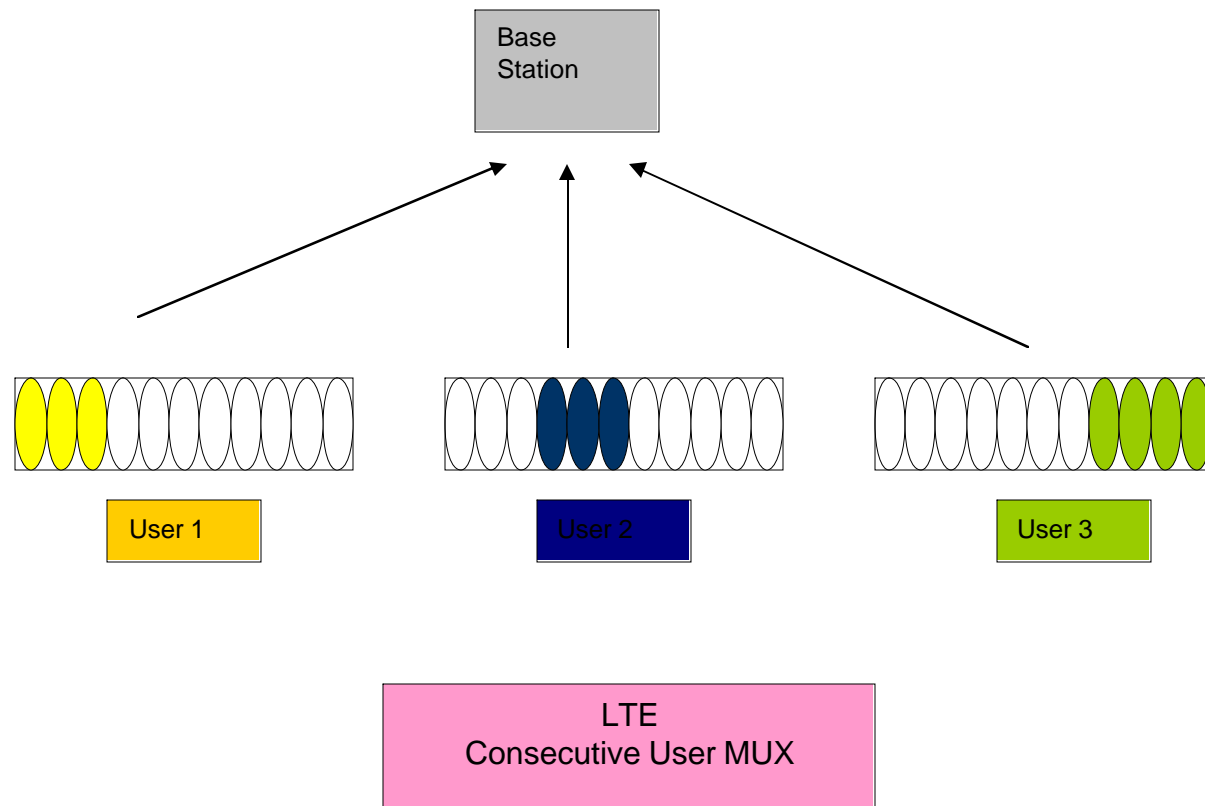 Base
Station
User 1
User 2
User 3
LTE
Consecutive User MUX